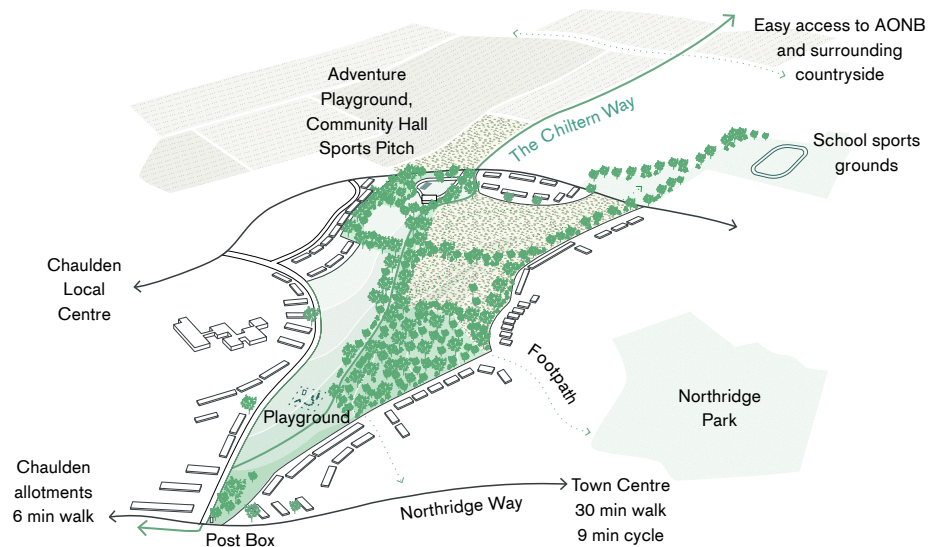 Easy access to AONB
and surrounding
countryside
Adventure
Playground,
Community Hall
Sports Pitch
The Chiltern Way
School sports
grounds
Chaulden
Local
Centre
Footpath
Northridge
Park
Playground
Chaulden
allotments
6 min walk
Northridge Way
Town Centre
30 min walk
9 min cycle
Post Box